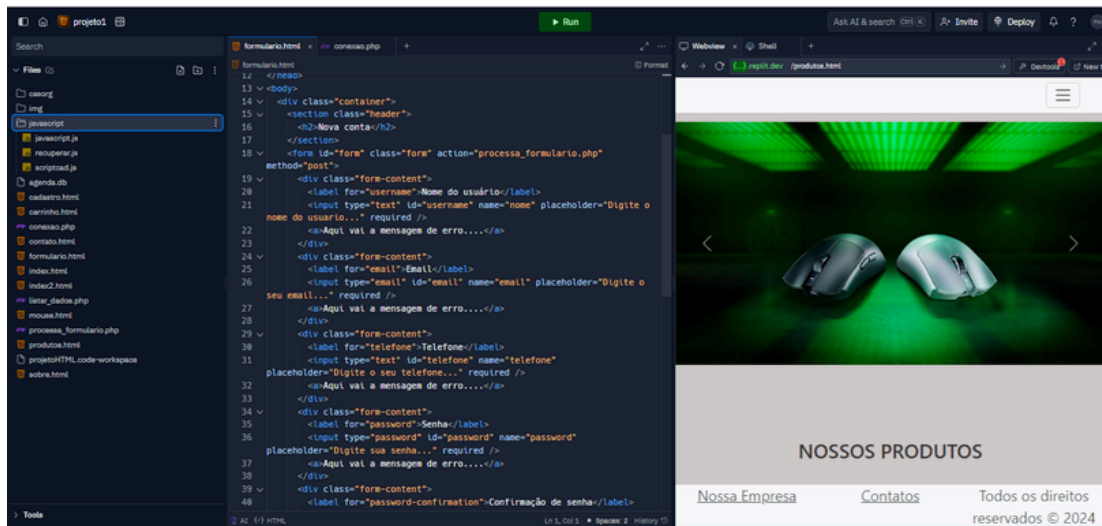 projeto1
Run
Ask AI & search Ctrl K
Invite
Deploy
?
Search
Files
casorg
img
javascript
javascript.js
recuperar.js
scriptcad.js
agenda.db
cadastro.html
carrinho.html
conexao.php
contato.html
formulario.html
index.html
index2.html
listar_dados.php
mouse.html
processa_formulario.php
produtos.html
projetoHTML.code-workspace
sobre.html
Tools
formulario.html × conexao.php +
formulario.html Format
12 </head>
13 <body>
14 <div class="container">
15 <section class="header">
16 <h2>Nova conta</h2>
17 </section>
18 <form id="form" class="form" action="processa_formulario.php"
method="post">
19 <div class="form-content">
20 <label for="username">Nome do usuário</label>
21 <input type="text" id="username" name="nome" placeholder="Digite o
nome do usuario..." required />
22 <a>Aqui vai a mensagem de erro....</a>
23 </div>
24 <div class="form-content">
25 <label for="email">Email</label>
26 <input type="email" id="email" name="email" placeholder="Digite o
seu email..." required />
27 <a>Aqui vai a mensagem de erro....</a>
28 </div>
29 <div class="form-content">
30 <label for="telefone">Telefone</label>
31 <input type="text" id="telefone" name="telefone"
placeholder="Digite o seu telefone..." required />
32 <a>Aqui vai a mensagem de erro....</a>
33 </div>
34 <div class="form-content">
35 <label for="password">Senha</label>
36 <input type="password" id="password" name="password"
placeholder="Digite sua senha..." required />
37 <a>Aqui vai a mensagem de erro....</a>
38 </div>
39 <div class="form-content">
40 <label for="password-confirmation">Confirmação de senha</label>
AI {-} HTML Ln 1, Col 1 Spaces: 2 History
Webview × Shell +
{...}.replit.dev /produtos.html Devtools New t
NOSSOS PRODUTOS
Nossa Empresa Contatos Todos os direitos
reservados © 2024